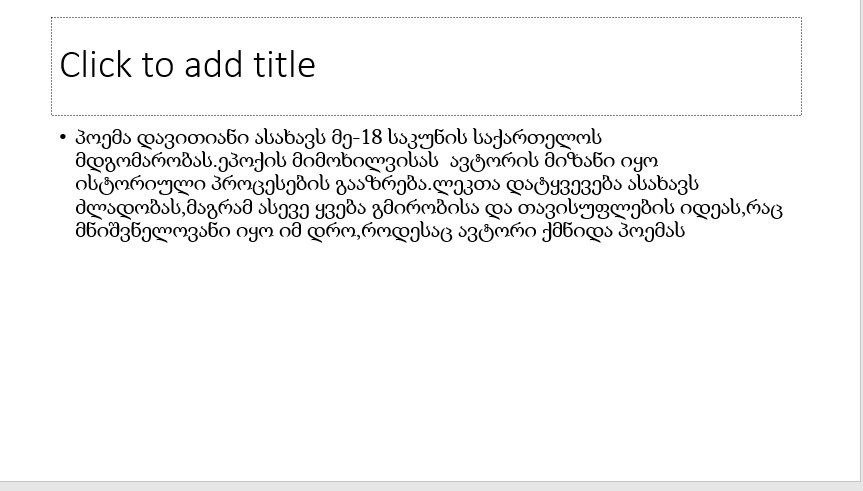 Click to add title
• პოემა დავითიანი ასახავს მე-18 საკუნის საქართელოს
მდგომარობას.ეპოქის მიმოხილვისას  ავტორის მიზანი იყო
ისტორიული პროცესების გააზრება.ლეკთა დატყვევება ასახავს
ძლადობას,მაგრამ ასევე ყვება გმირობისა და თავისუფლების იდეას,რაც
მნიშვნელოვანი იყო იმ დრო,როდესაც ავტორი ქმნიდა პოემას